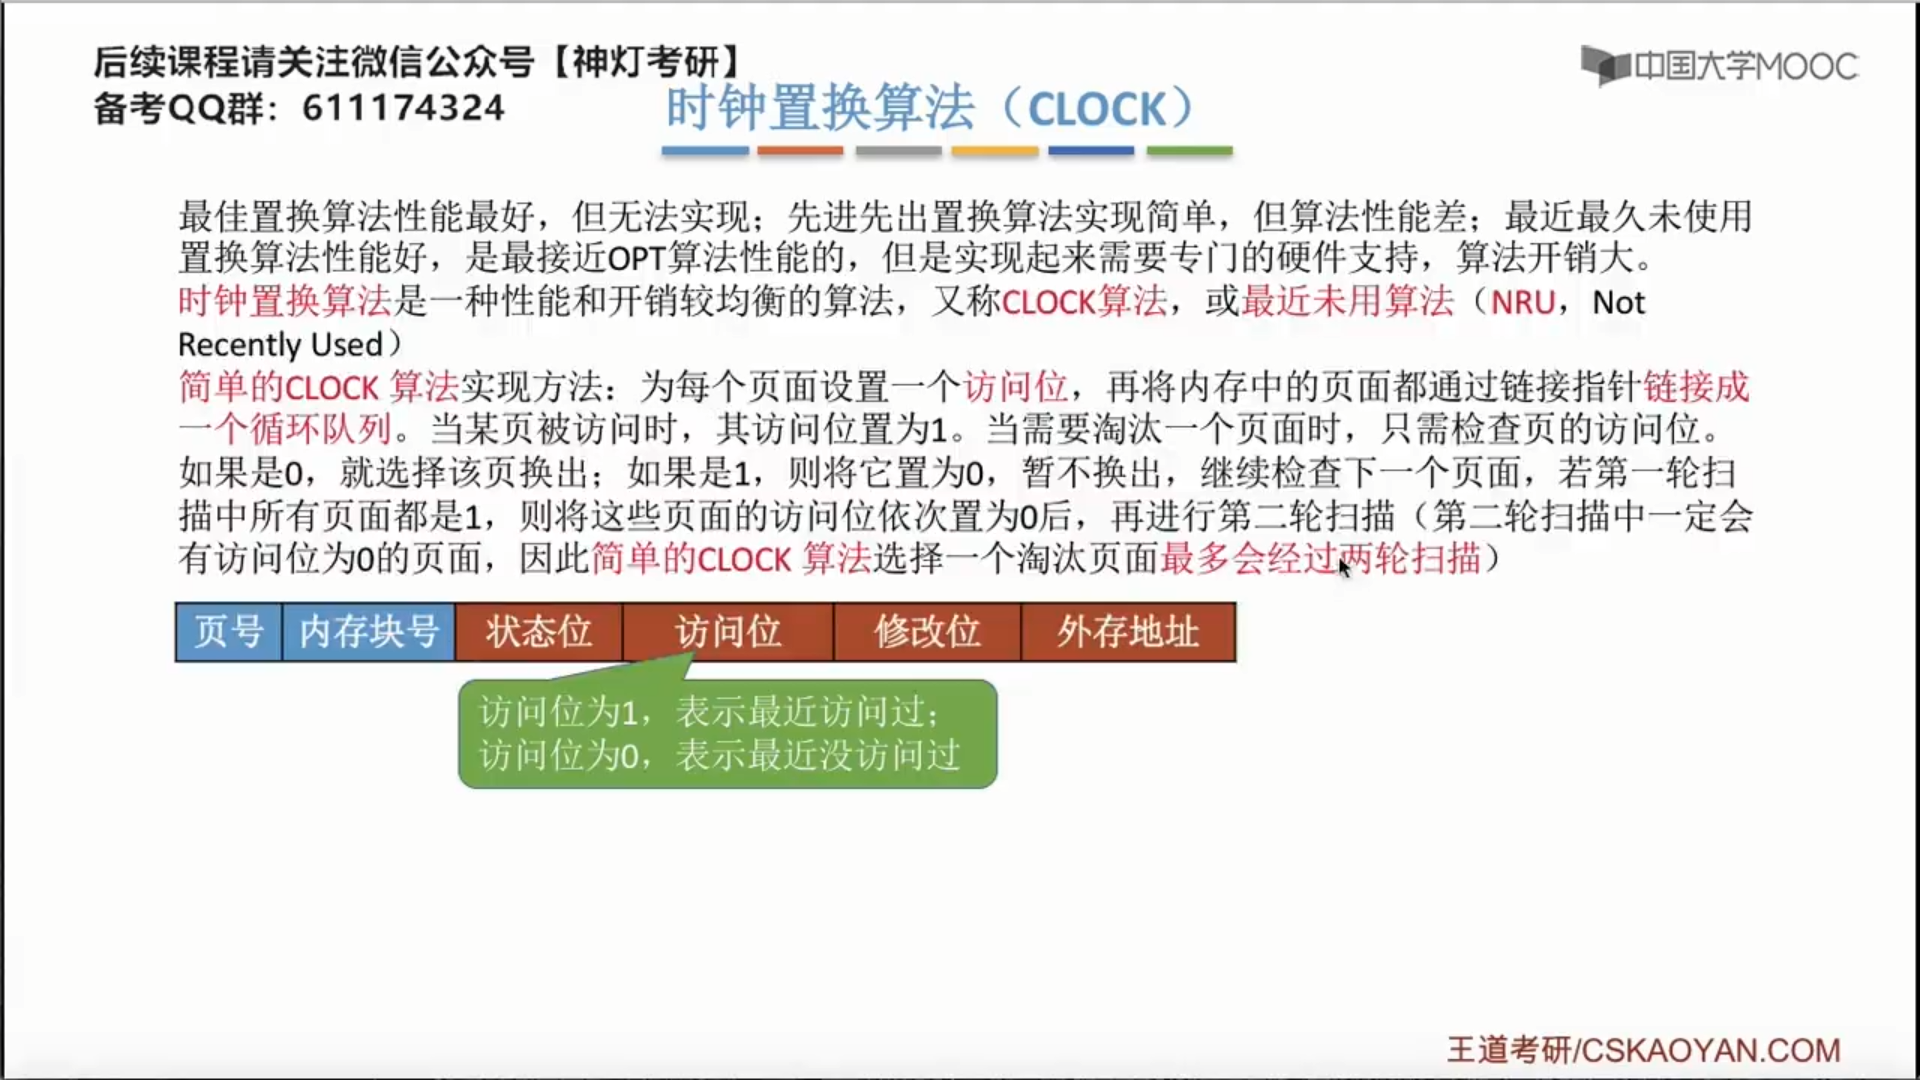 后续课程请关注微信公众号【神灯考研】
备考QQ群：611174324
中国大学MOOC
时钟置换算法（CLOCK）
最佳置换算法性能最好，但无法实现；先进先出置换算法实现简单，但算法性能差；最近最久未使用
置换算法性能好，是最接近OPT算法性能的，但是实现起来需要专门的硬件支持，算法开销大。
时钟置换算法是一种性能和开销较均衡的算法，又称CLOCK算法，或最近未用算法（NRU，Not
Recently Used）
简单的CLOCK 算法实现方法：为每个页面设置一个访问位，再将内存中的页面都通过链接指针链接成
一个循环队列。当某页被访问时，其访问位置为1。当需要淘汰一个页面时，只需检查页的访问位。
如果是0，就选择该页换出；如果是1，则将它置为0，暂不换出，继续检查下一个页面，若第一轮扫
描中所有页面都是1，则将这些页面的访问位依次置为0后，再进行第二轮扫描（第二轮扫描中一定会
有访问位为0的页面，因此简单的CLOCK 算法选择一个淘汰页面最多会经过两轮扫描）
页号 内存块号 状态位 访问位 修改位 外存地址
访问位为1，表示最近访问过；
访问位为0，表示最近没访问过
王道考研/CSKAOYAN.COM